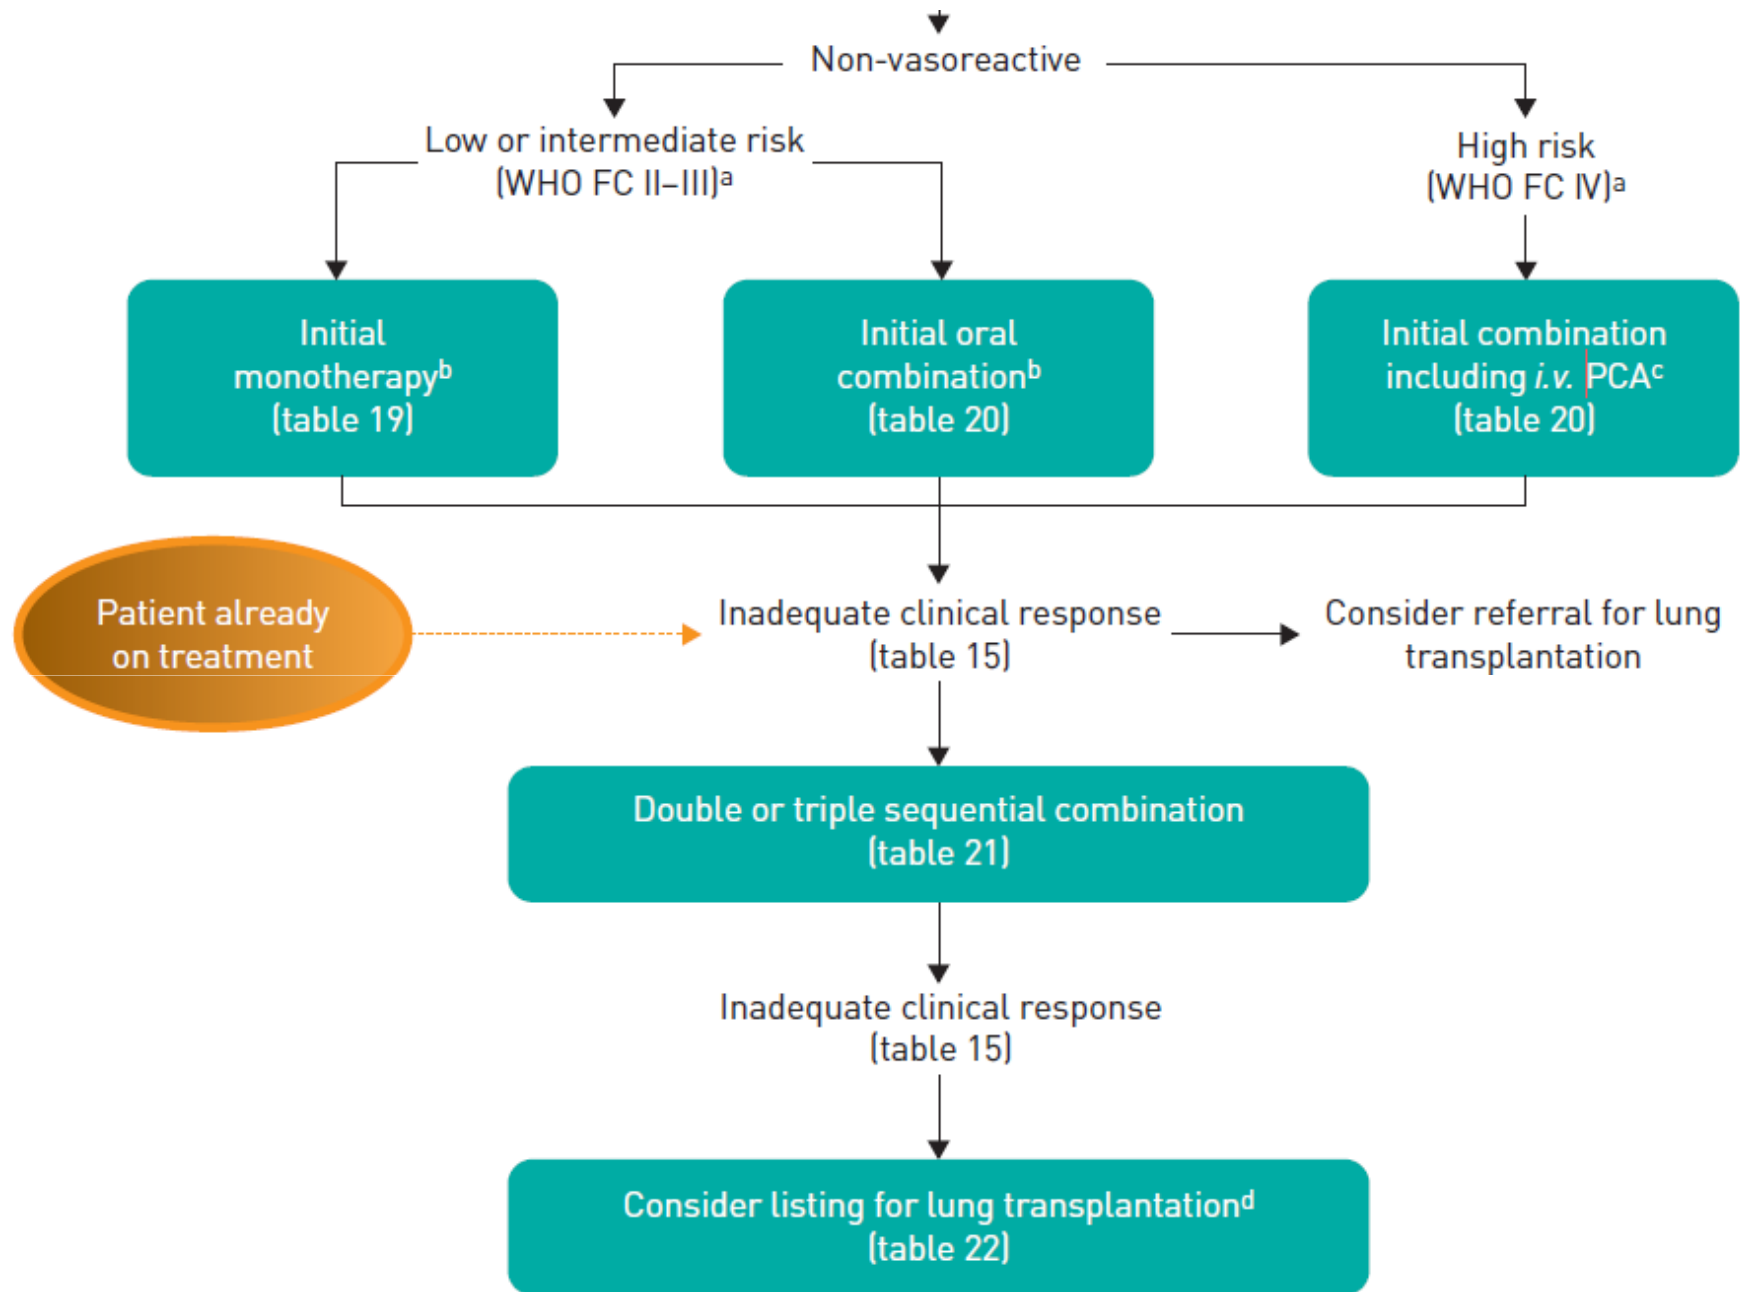 Non-vasoreactive
Low or intermediate risk
(WHO FC II–III)a
High risk
(WHO FC IV)a
Initial
monotherapyb
(table 19)
Initial oral
combinationb
(table 20)
Initial combination
including i.v. PCAc
(table 20)
Patient already
on treatment
Inadequate clinical response
(table 15)
Consider referral for lung
transplantation
Double or triple sequential combination
(table 21)
Inadequate clinical response
(table 15)
Consider listing for lung transplantationd
(table 22)